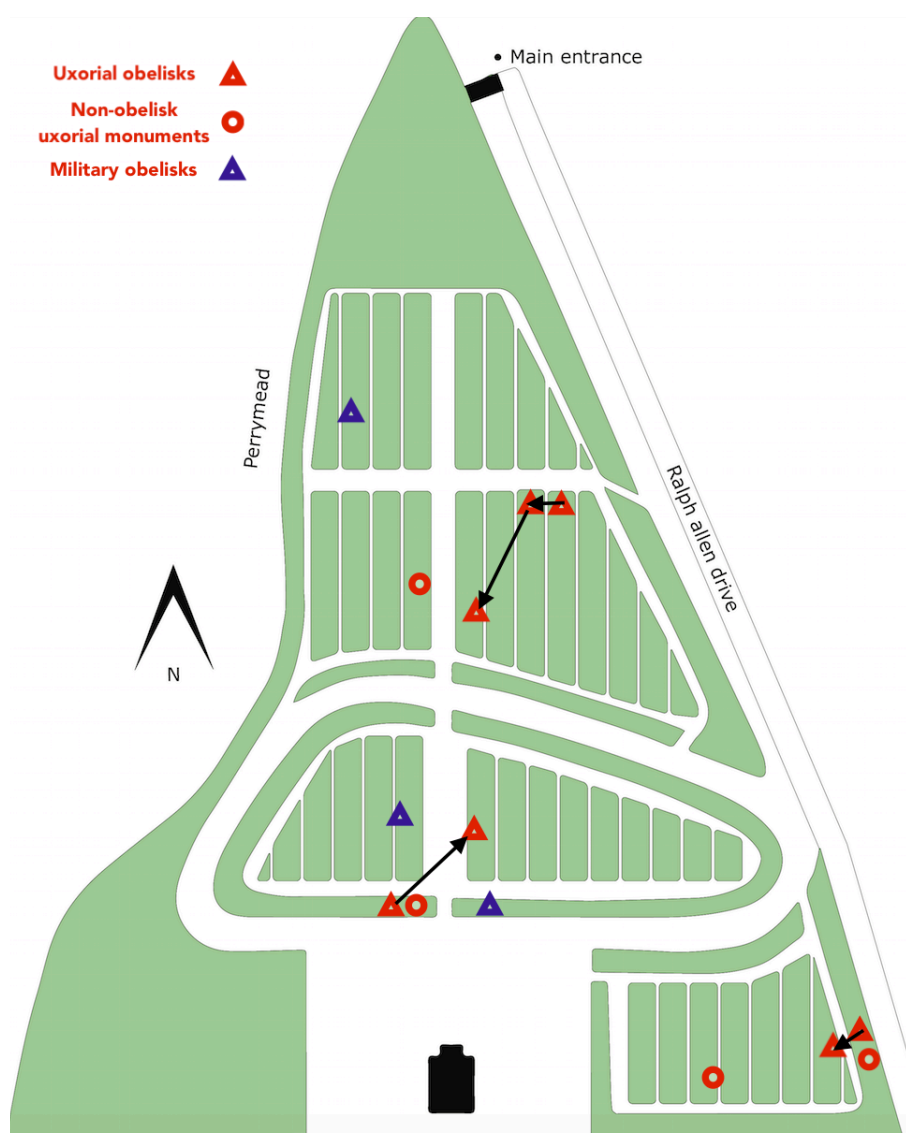 Main entrance
Uxorial obelisks
Non-obelisk
uxorial monuments
Military obelisks
Perrymead
Ralph allen drive
N